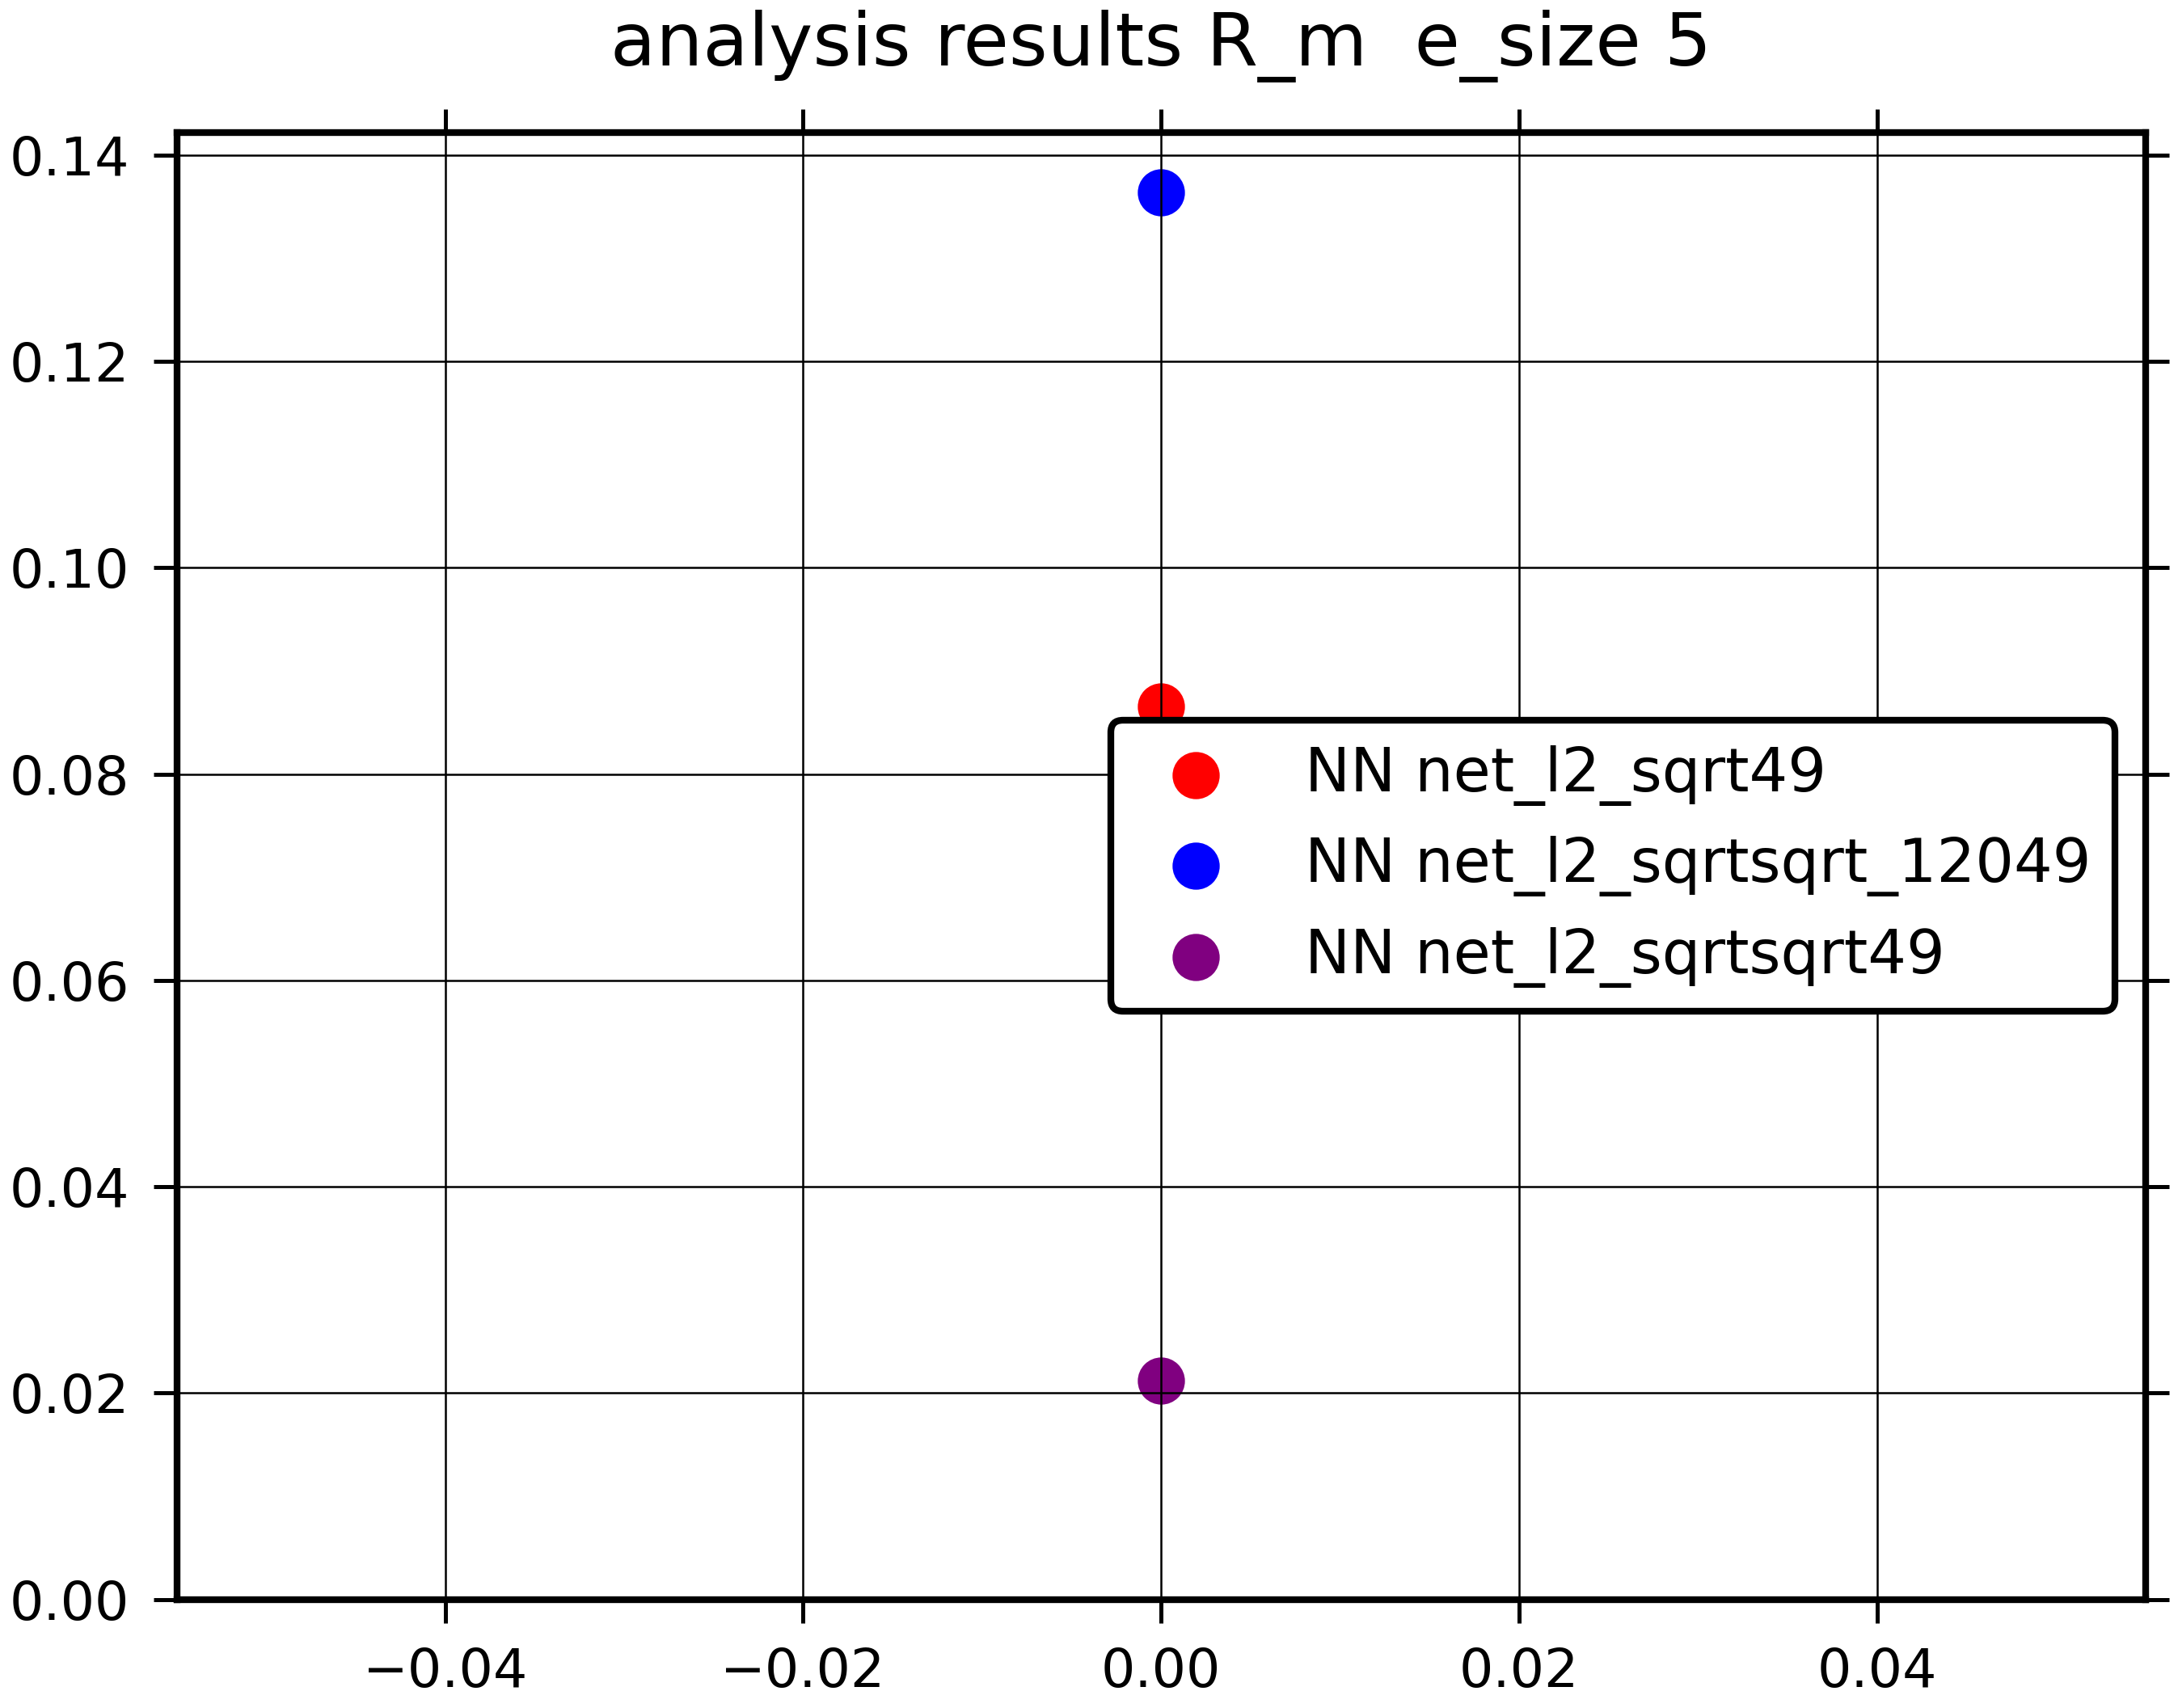 analysis results R_m  e_size 5
0.14
0.12
0.10
0.08
0.06
0.04
0.02
0.00
NN net_l2_sqrt49
NN net_l2_sqrtsqrt_12049
NN net_l2_sqrtsqrt49
−0.04 −0.02 0.00 0.02 0.04